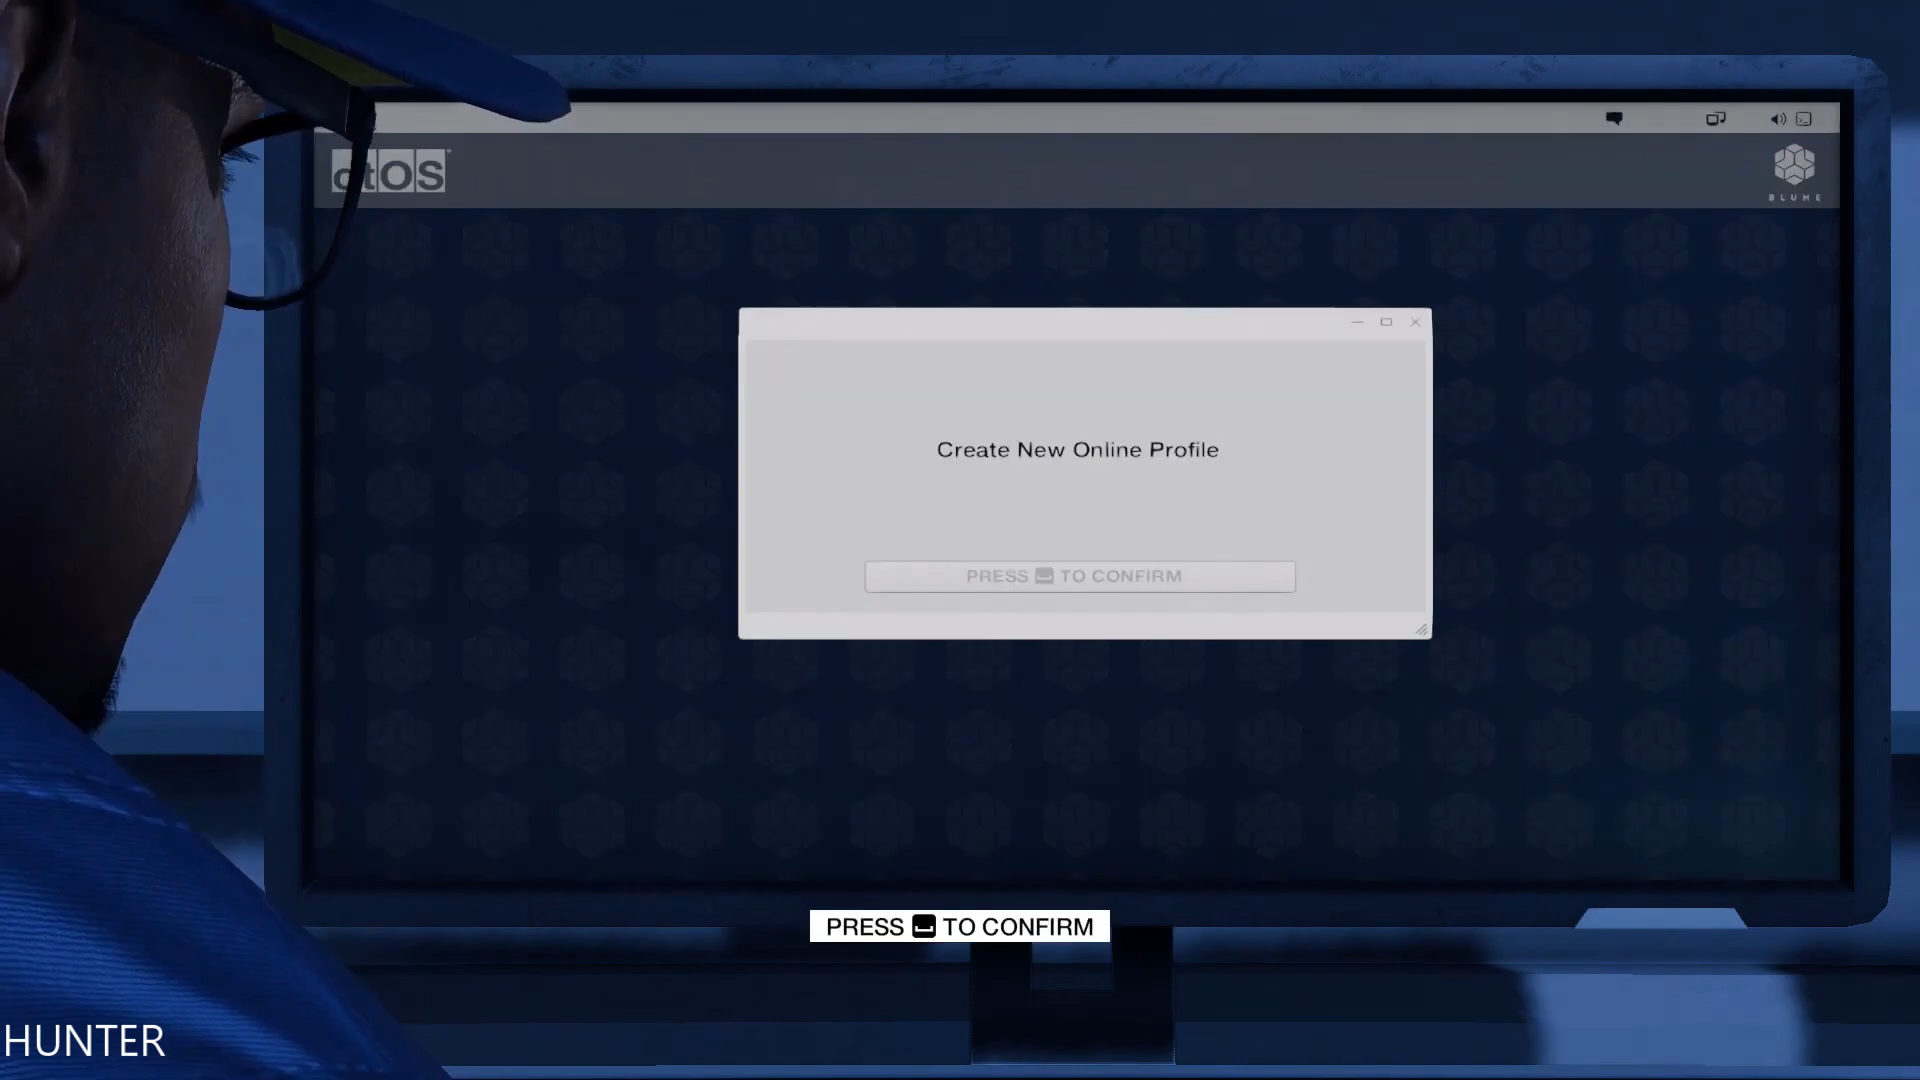 ctOS
BLUME
Create New Online Profile
PRESS TO CONFIRM
PRESS TO CONFIRM
HUNTER